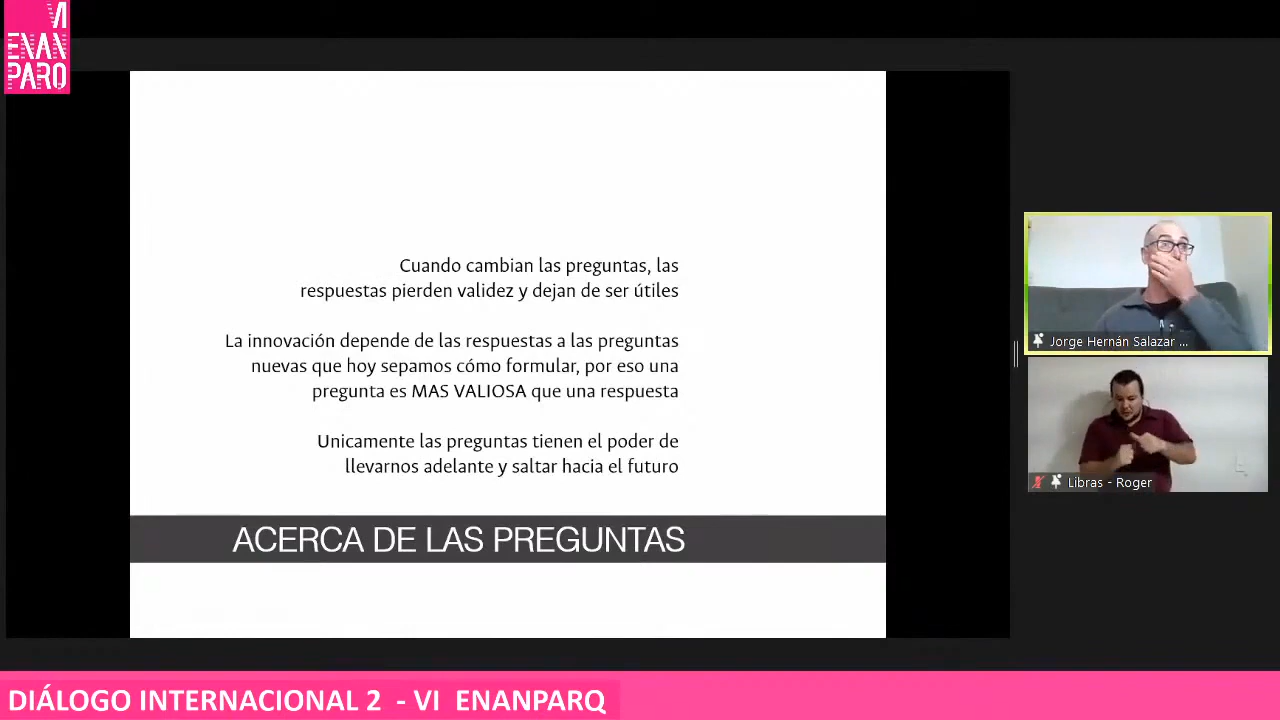 VI
ENAN
PARQ
Cuando cambian las preguntas, las
respuestas pierden validez y dejan de ser útiles
La innovación depende de las respuestas a las preguntas
nuevas que hoy sepamos cómo formular, por eso una
pregunta es MAS VALIOSA que una respuesta
Unicamente las preguntas tienen el poder de
llevarnos adelante y saltar hacia el futuro
ACERCA DE LAS PREGUNTAS
Jorge Hernán Salazar ...
Libras - Roger
DIÁLOGO INTERNACIONAL 2 - VI ENANPARQ